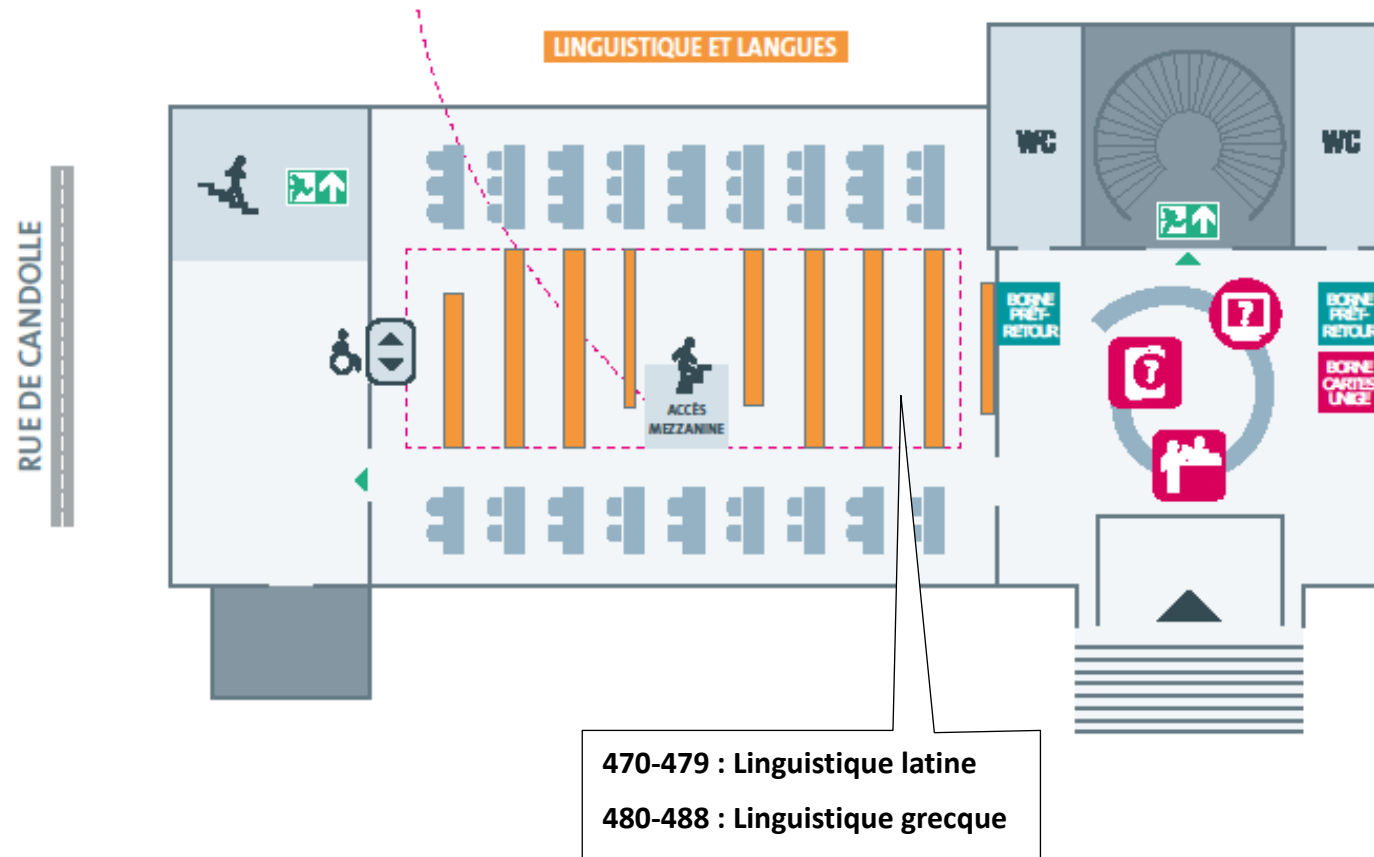 LINGUISTIQUE ET LANGUES
WC
WC
RUE DE CANDOLLE
BORNE
PRÊT-
RETOUR
BORNE
PRÊT-
RETOUR
BORNE
CARTES
UNIGE
?
?
ACCÈS
MEZZANINE
470-479 : Linguistique latine
480-488 : Linguistique grecque